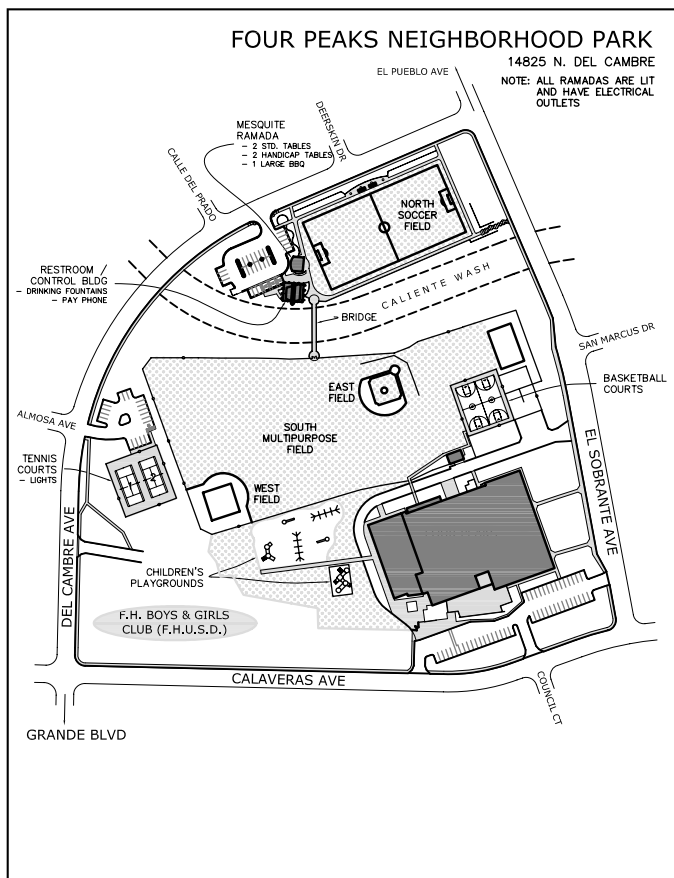 FOUR PEAKS NEIGHBORHOOD PARK
14825 N. DEL CAMBRE
EL PUEBLO AVE
NOTE: ALL RAMADAS ARE LIT
AND HAVE ELECTRICAL
OUTLETS
DEERSKIN DR
MESQUITE
RAMADA
– 2 STD. TABLES
– 2 HANDICAP TABLES
– 1 LARGE BBQ
CALLE DEL PRADO
NORTH
SOCCER
FIELD
RESTROOM /
CONTROL BLDG
– DRINKING FOUNTAINS
– PAY PHONE
CALIENTE WASH
BRIDGE
SAN MARCUS DR
EAST
FIELD
BASKETBALL
COURTS
ALMOSA AVE
SOUTH
MULTIPURPOSE
FIELD
TENNIS
COURTS
– LIGHTS
WEST
FIELD
EL SOBRANTE AVE
CHILDREN'S
PLAYGROUNDS
DEL CAMBRE AVE
F.H. BOYS & GIRLS
CLUB (F.H.U.S.D.)
CALAVERAS AVE
COUNCIL CT
GRANDE BLVD